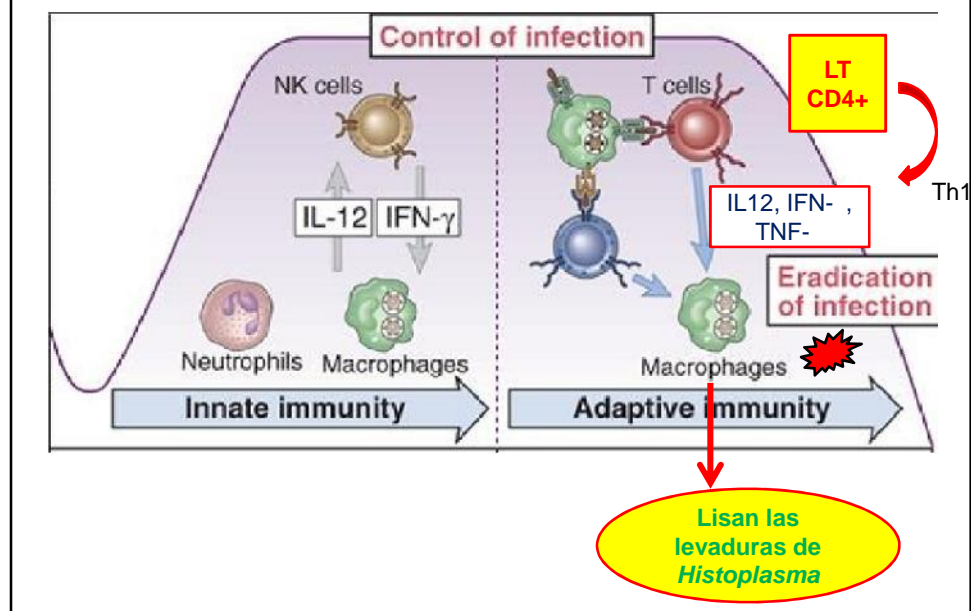 Control of infection
NK cells
T cells
LT
CD4+
Th1
IL-12
IFN-γ
IL12, IFN- ,
TNF-
Eradication
of infection
Neutrophils
Macrophages
Macrophages
Innate immunity
Adaptive immunity
Lisan las
levaduras de
Histoplasma